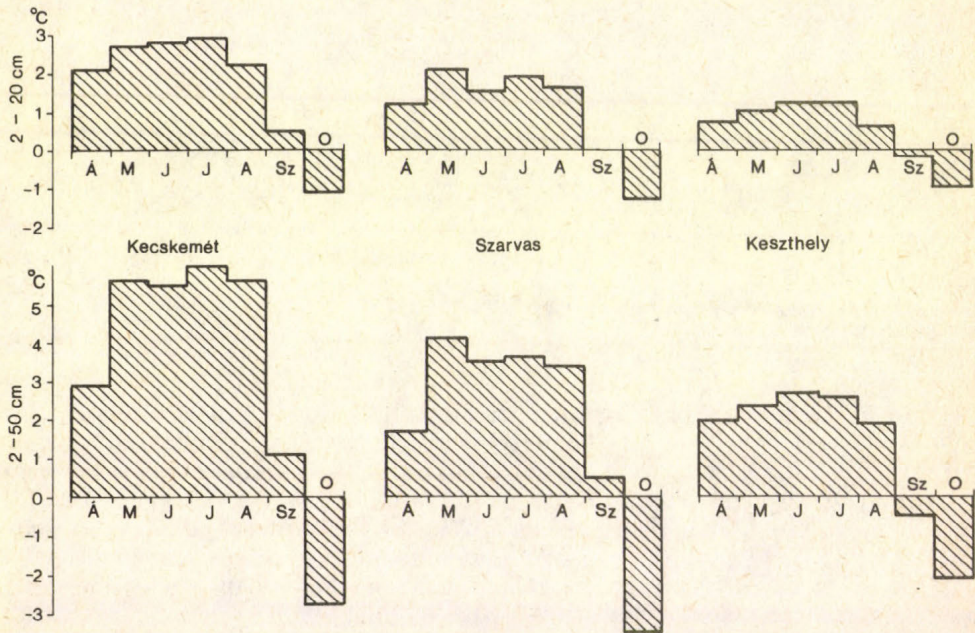 °C
3
2
1
0
-1
-2
2 – 20 cm
Á M J J A Sz O
Á M J J A Sz O
Á M J J A Sz O
Kecskemét
Szarvas
Keszthely
°C
5
4
3
2
1
0
-1
-2
-3
2 – 50 cm
Á M J J A Sz O
Á M J J A Sz O
Á M J J A Sz O